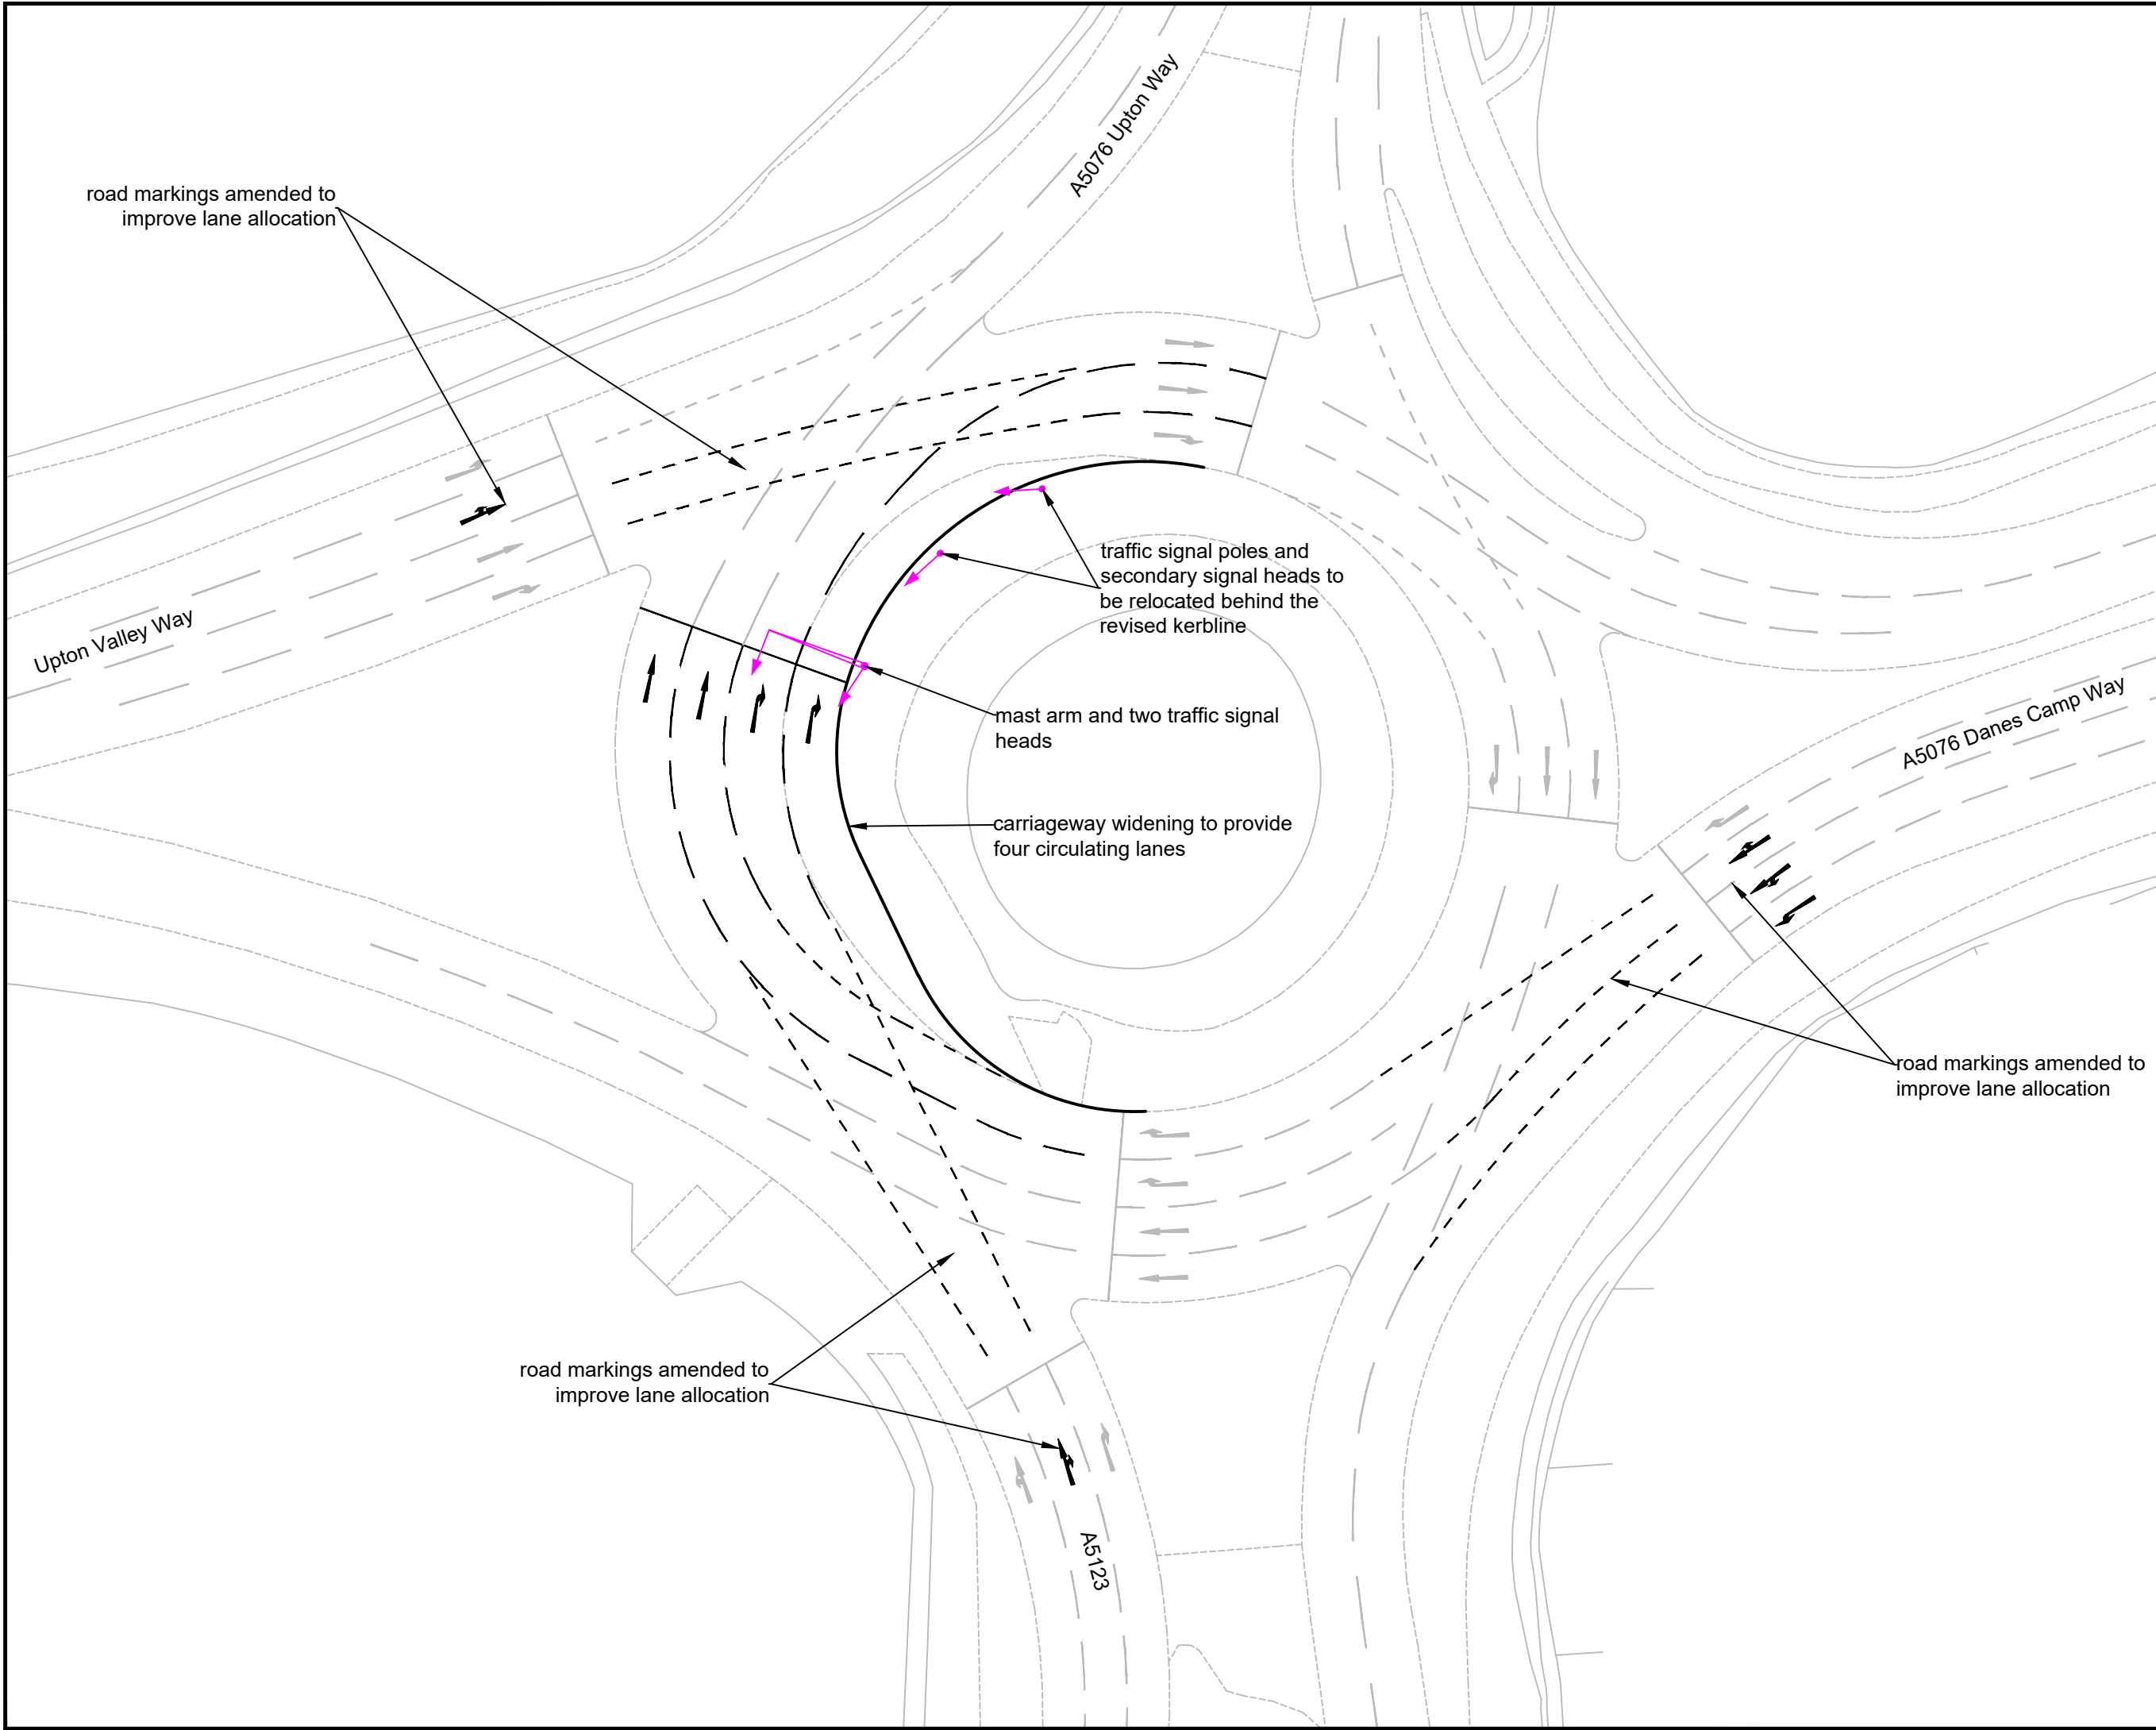 A5076 Upton Way
road markings amended to
improve lane allocation
traffic signal poles and
secondary signal heads to
be relocated behind the
revised kerbline
Upton Valley Way
mast arm and two traffic signal
heads
A5076 Danes Camp Way
carriageway widening to provide
four circulating lanes
road markings amended to
improve lane allocation
road markings amended to
improve lane allocation
A5123